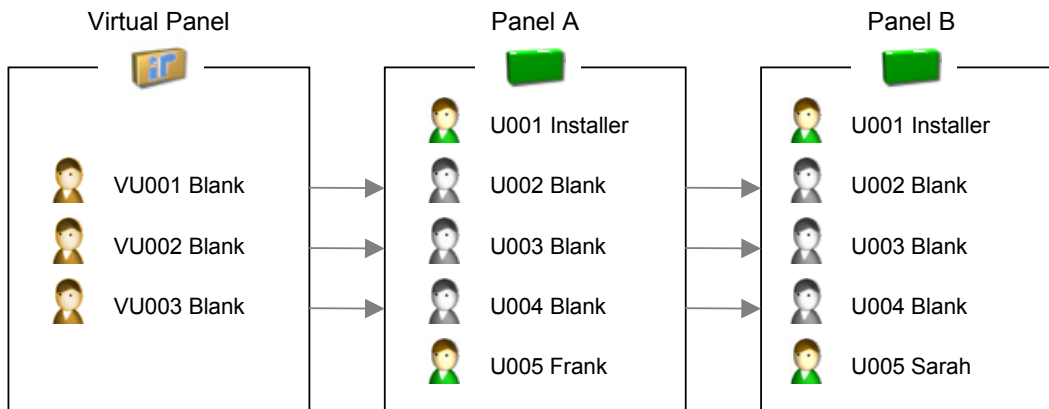 Virtual Panel
Panel A
Panel B
U001 Installer
U001 Installer
VU001 Blank
U002 Blank
U002 Blank
VU002 Blank
U003 Blank
U003 Blank
VU003 Blank
U004 Blank
U004 Blank
U005 Frank
U005 Sarah